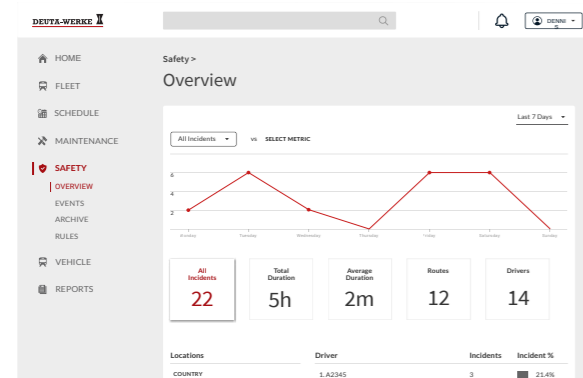 DEUTA-WERKE
DENNI
S
HOME
FLEET
SCHEDULE
MAINTENANCE
SAFETY
OVERVIEW
EVENTS
ARCHIVE
RULES
VEHICLE
REPORTS
Safety >
Overview
Last 7 Days
All Incidents vs SELECT METRIC
6
4
2
Tuesday Wednesday Thursday Saturday Sunday
All
Incidents
22
Total
Duration
5h
Average
Duration
2m
Routes
12
Drivers
14
Locations Driver Incidents Incident %
COUNTRY 1. A2345 3 21.4%